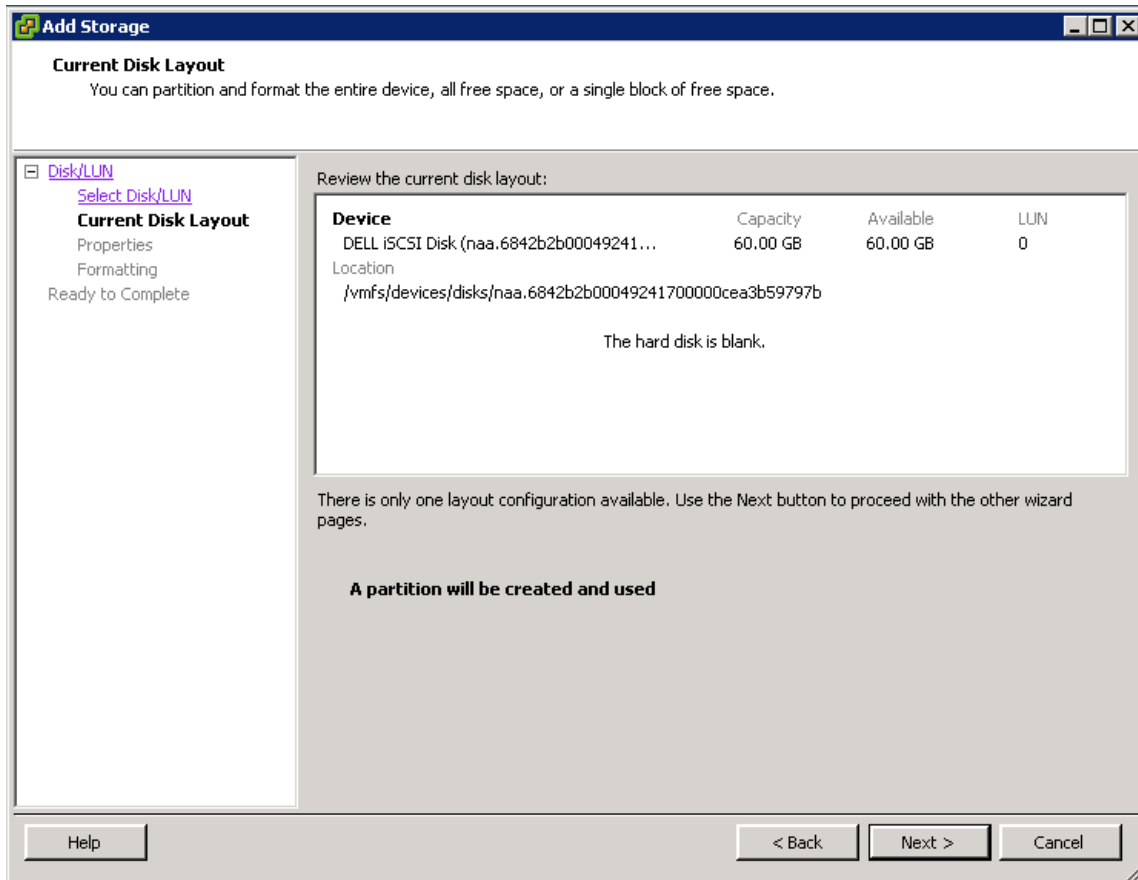 Add Storage
Current Disk Layout
You can partition and format the entire device, all free space, or a single block of free space.
Disk/LUN
Select Disk/LUN
Current Disk Layout
Properties
Formatting
Ready to Complete
Review the current disk layout:
Device Capacity Available LUN
DELL iSCSI Disk (naa.6842b2b00049241... 60.00 GB 60.00 GB 0
Location
/vmfs/devices/disks/naa.6842b2b00049241700000cea3b59797b
The hard disk is blank.
There is only one layout configuration available. Use the Next button to proceed with the other wizard
pages.
A partition will be created and used
Help < Back Next > Cancel